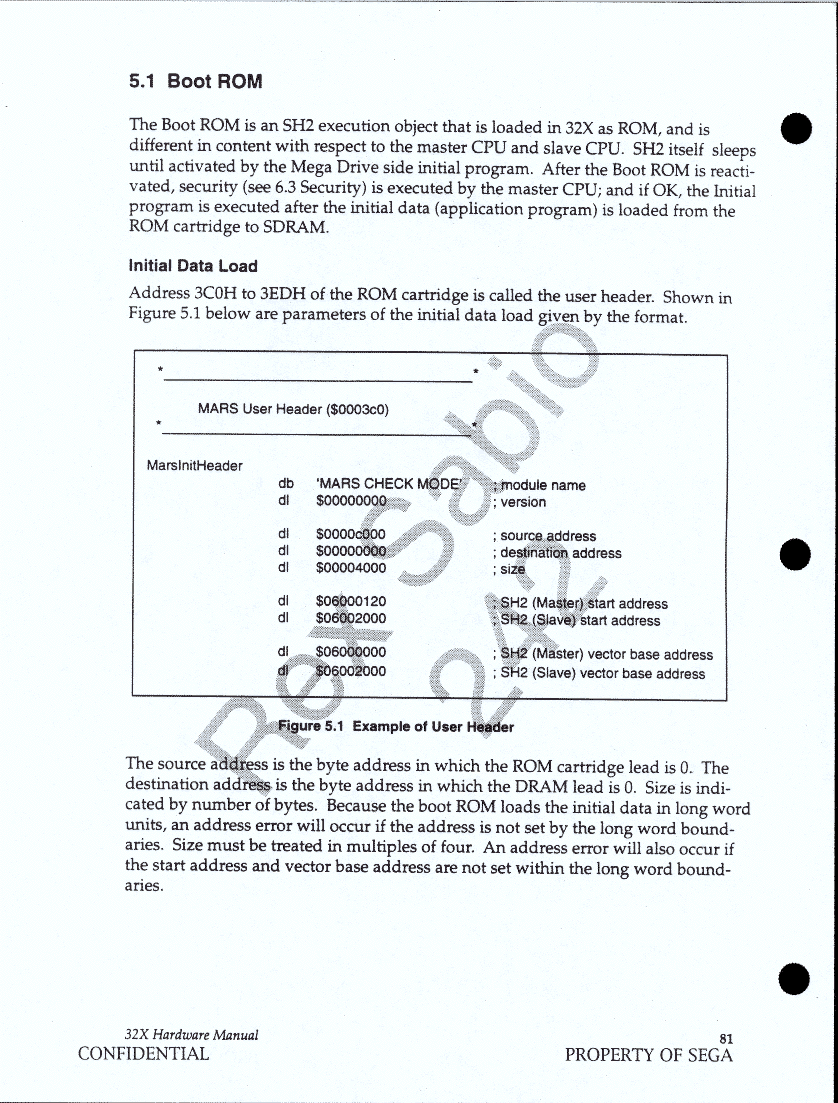 5.1 Boot ROM
The Boot ROM is an SH2 execution object that is loaded in 32X as ROM, and is
different in content with respect to the master CPU and slave CPU. SH2 itself sleeps
until activated by the Mega Drive side initial program. After the Boot ROM is reacti-
vated, security (see 6.3 Security) is executed by the master CPU; and if OK, the Initial
program is executed after the initial data (application program) is loaded from the
ROM cartridge to SDRAM.
Initial Data Load
Address 3C0H to 3EDH of the ROM cartridge is called the user header. Shown in
Figure 5.1 below are parameters of the initial data load given by the format.
* *
MARS User Header ($0003c0)
* *
MarsInitHeader
db 'MARS CHECK MODE' ; module name
dl $00000000 ; version
dl $0000c000 ; source address
dl $00000000 ; destination address
dl $00004000 ; size
dl $06000120 ; SH2 (Master) start address
dl $06002000 ; SH2 (Slave) start address
dl $06000000 ; SH2 (Master) vector base address
dl $06002000 ; SH2 (Slave) vector base address
Figure 5.1 Example of User Header
The source address is the byte address in which the ROM cartridge lead is 0. The
destination address is the byte address in which the DRAM lead is 0. Size is indi-
cated by number of bytes. Because the boot ROM loads the initial data in long word
units, an address error will occur if the address is not set by the long word bound-
aries. Size must be treated in multiples of four. An address error will also occur if
the start address and vector base address are not set within the long word bound-
aries.
Rex Sabio
242
32X Hardware Manual 81
CONFIDENTIAL PROPERTY OF SEGA